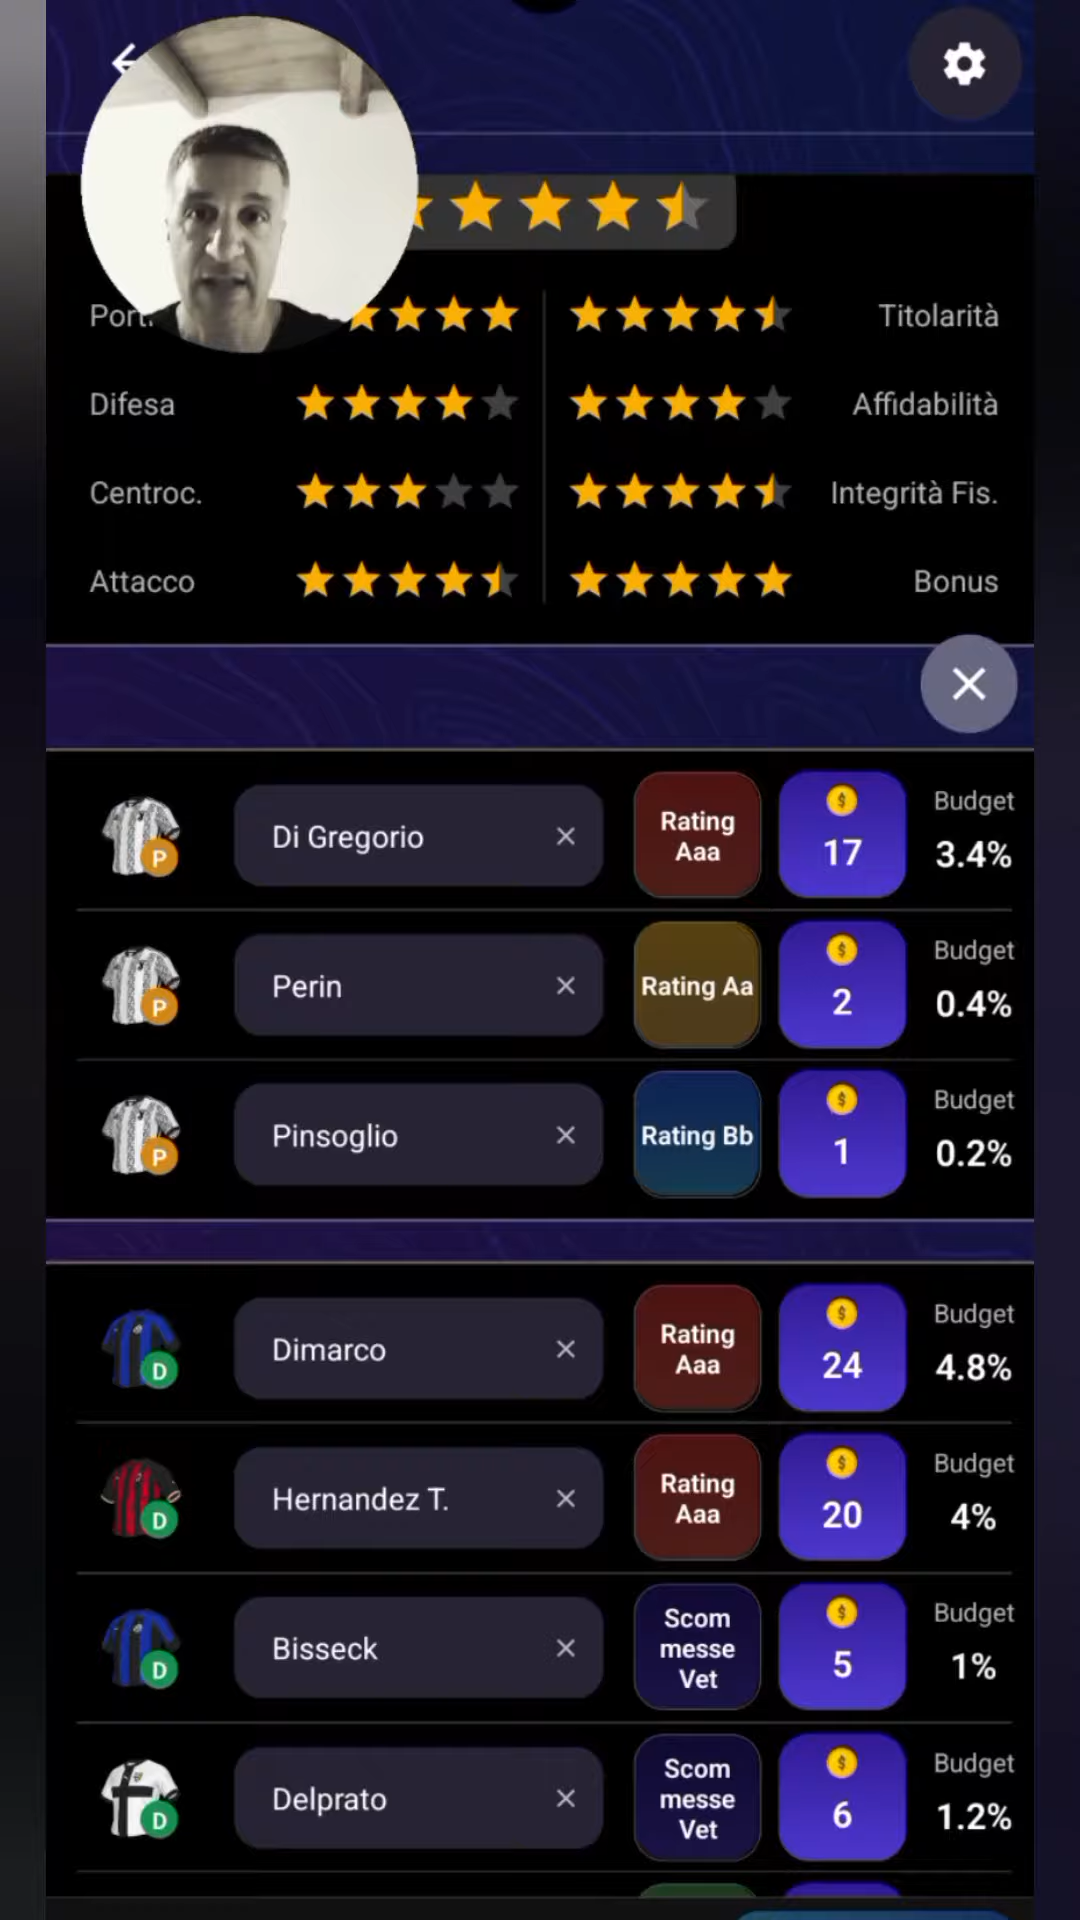 Port.
Titolarità
Difesa
Affidabilità
Centroc.
Integrità Fis.
Attacco
Bonus
P
Di Gregorio
Rating
Aaa
17
Budget
3.4%
P
Perin
Rating Aa
2
Budget
0.4%
P
Pinsoglio
Rating Bb
1
Budget
0.2%
D
Dimarco
Rating
Aaa
24
Budget
4.8%
D
Hernandez T.
Rating
Aaa
20
Budget
4%
D
Bisseck
Scom
messe
Vet
5
Budget
1%
D
Delprato
Scom
messe
Vet
6
Budget
1.2%